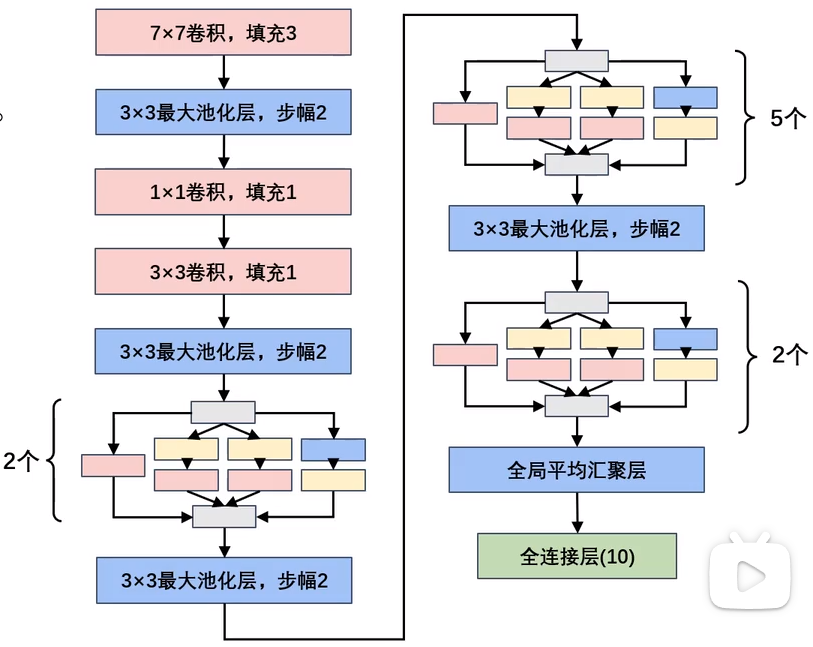 7×7卷积，填充3
3×3最大池化层，步幅2
1×1卷积，填充1
3×3卷积，填充1
3×3最大池化层，步幅2
2个
3×3最大池化层，步幅2
5个
3×3最大池化层，步幅2
2个
全局平均汇聚层
全连接层(10)